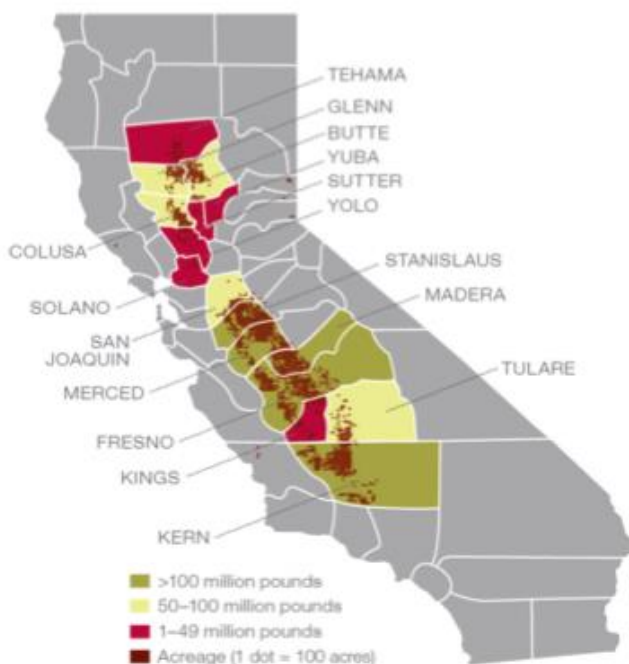 TEHAMA
GLENN
BUTTE
YUBA
SUTTER
YOLO
COLUSA
STANISLAUS
SOLANO
MADERA
SAN
JOAQUIN
TULARE
MERCED
FRESNO
KINGS
KERN
>100 million pounds
50–100 million pounds
1–49 million pounds
Acreage (1 dot = 100 acres)